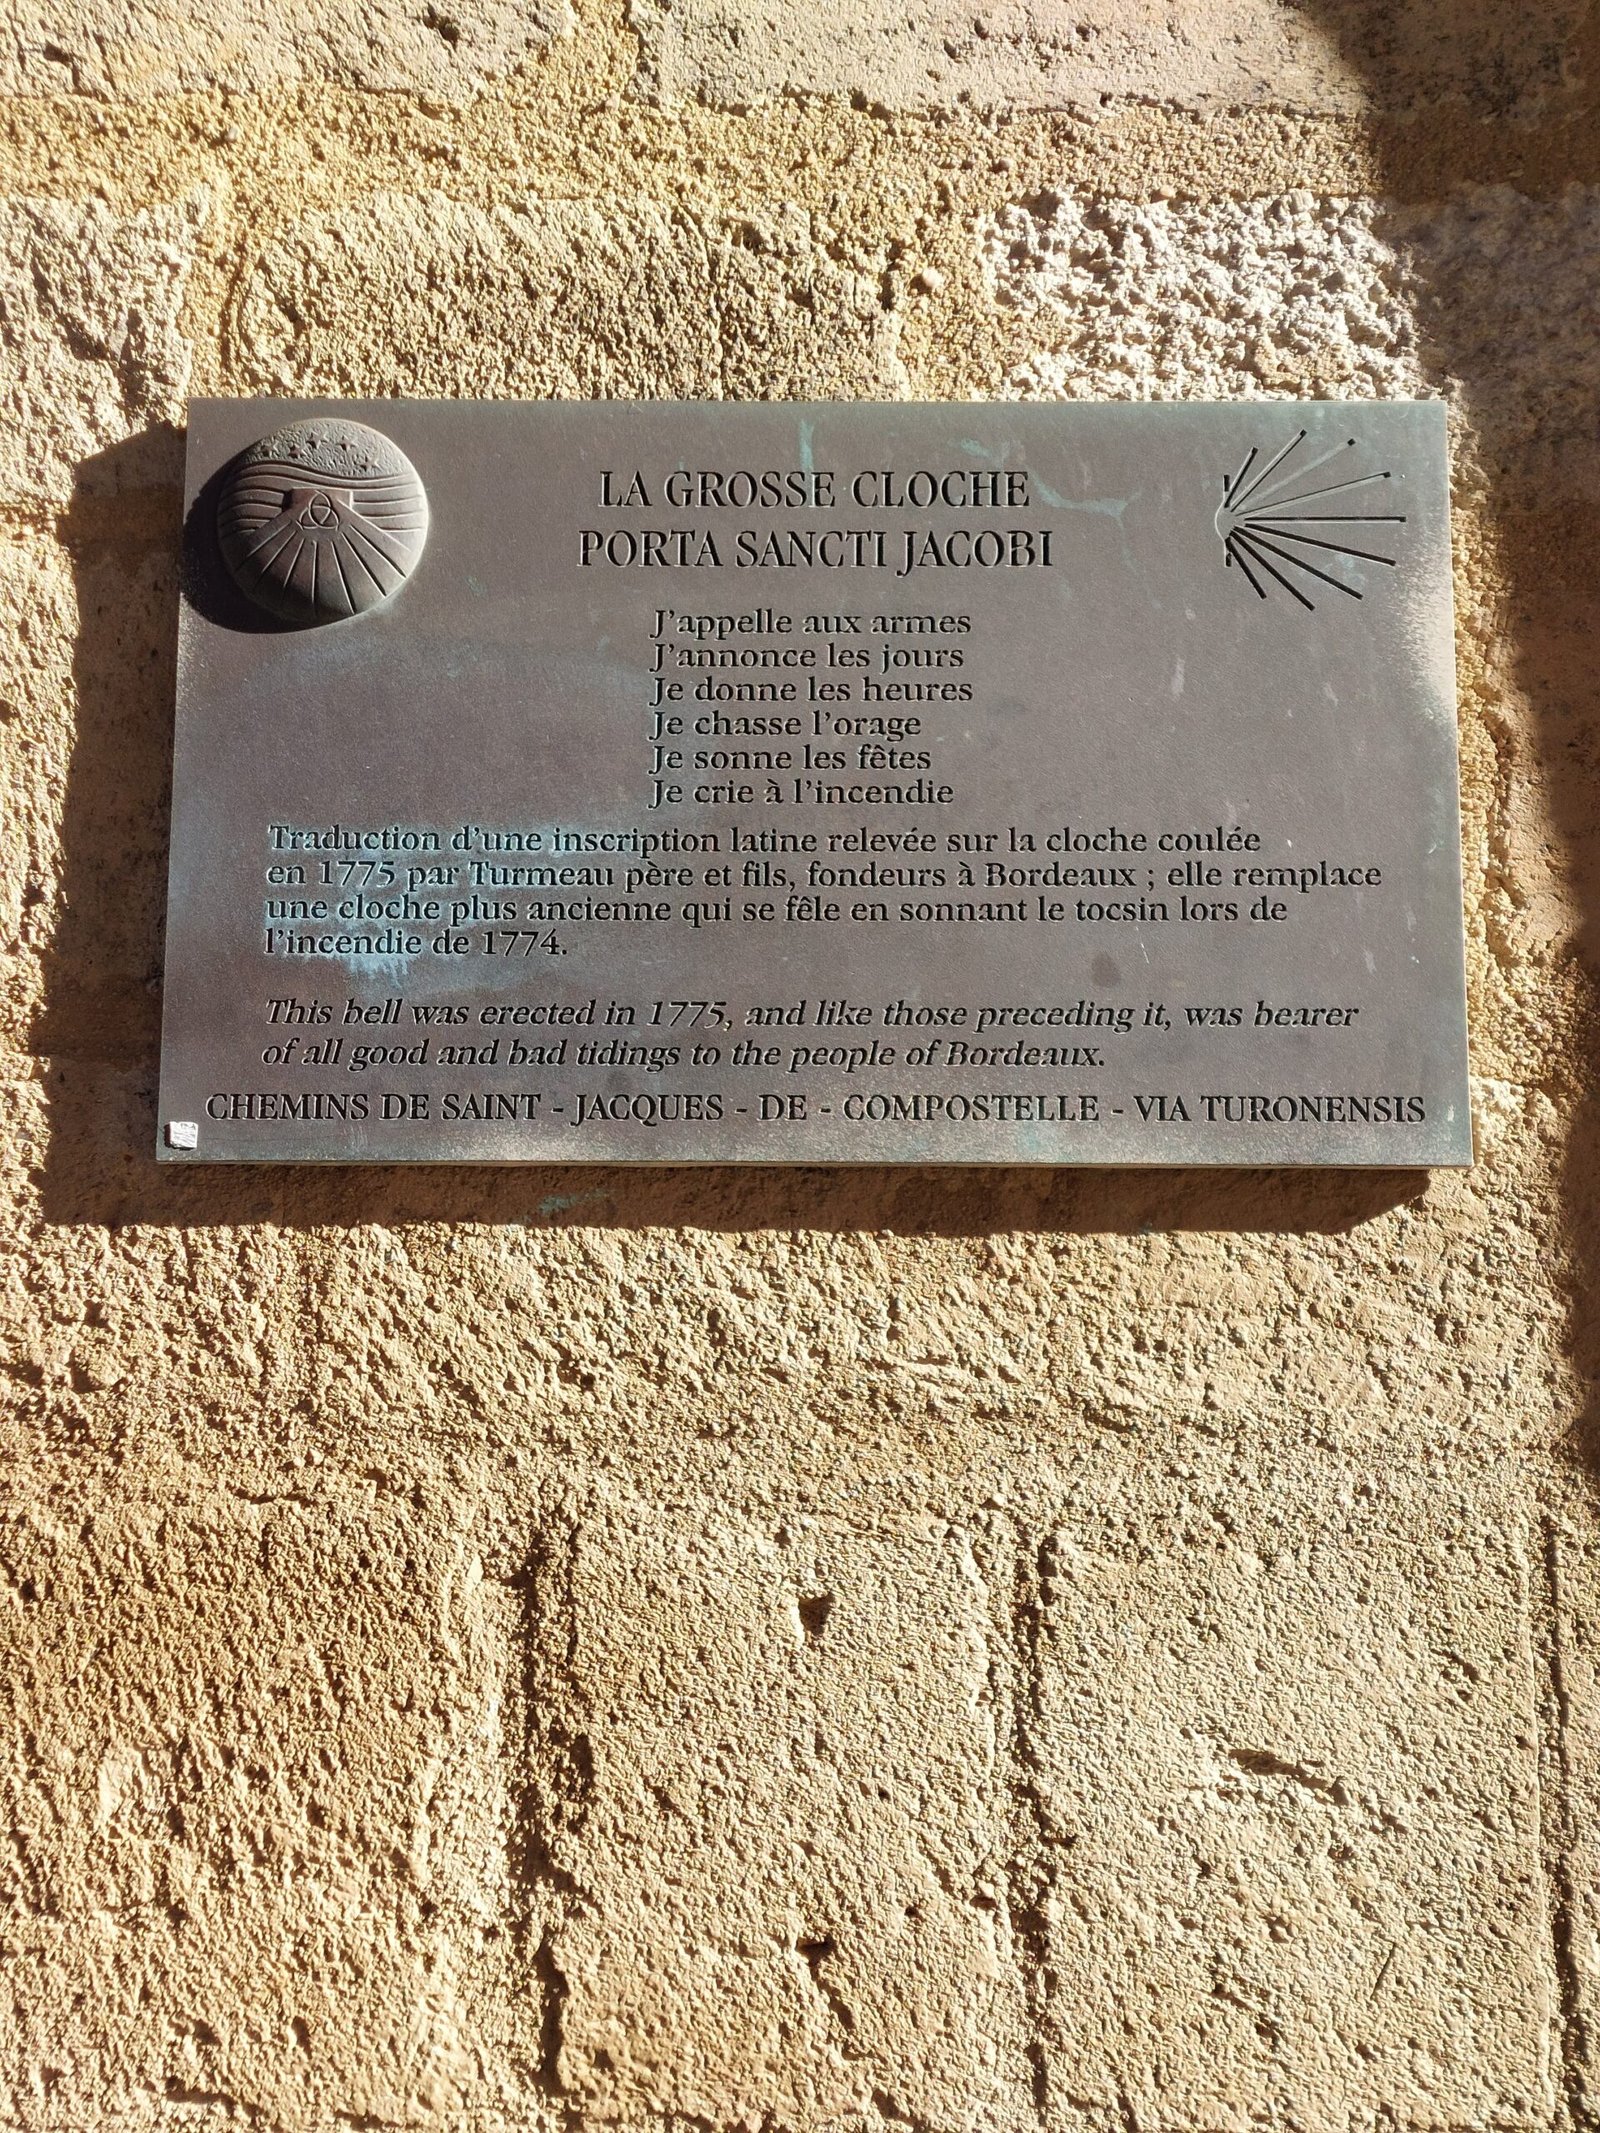 LA GROSSE CLOCHE
PORTA SANCTI JACOBI
J'appelle aux armes
J'annonce les jours
Je donne les heures
Je chasse l'orage
Je sonne les fêtes
Je crie à l'incendie
Traduction d'une inscription latine relevée sur la cloche coulée
en 1775 par Turmeau père et fils, fondeurs à Bordeaux ; elle remplace
une cloche plus ancienne qui se fêle en sonnant le tocsin lors de
l'incendie de 1774.
This bell was erected in 1775, and like those preceding it, was bearer
of all good and bad tidings to the people of Bordeaux.
CHEMINS DE SAINT - JACQUES - DE - COMPOSTELLE - VIA TURONENSIS